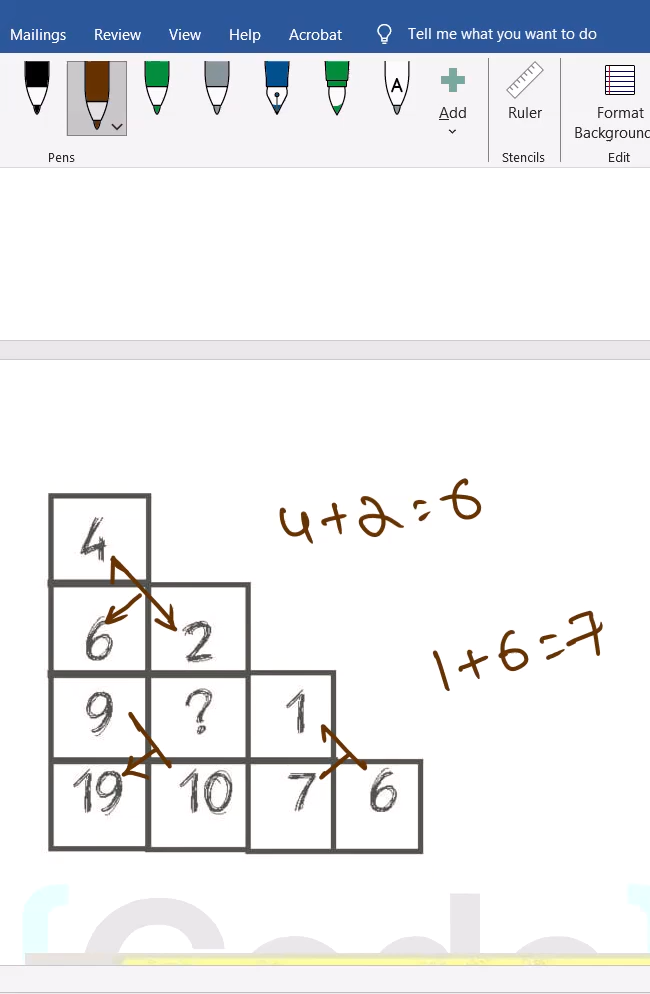 Mailings Review View Help Acrobat Tell me what you want to do
A
Add Ruler Format
Background
Pens Stencils Edit
4
4+2=6
6 2
1+6=7
9 ? 1
19 10 7 6